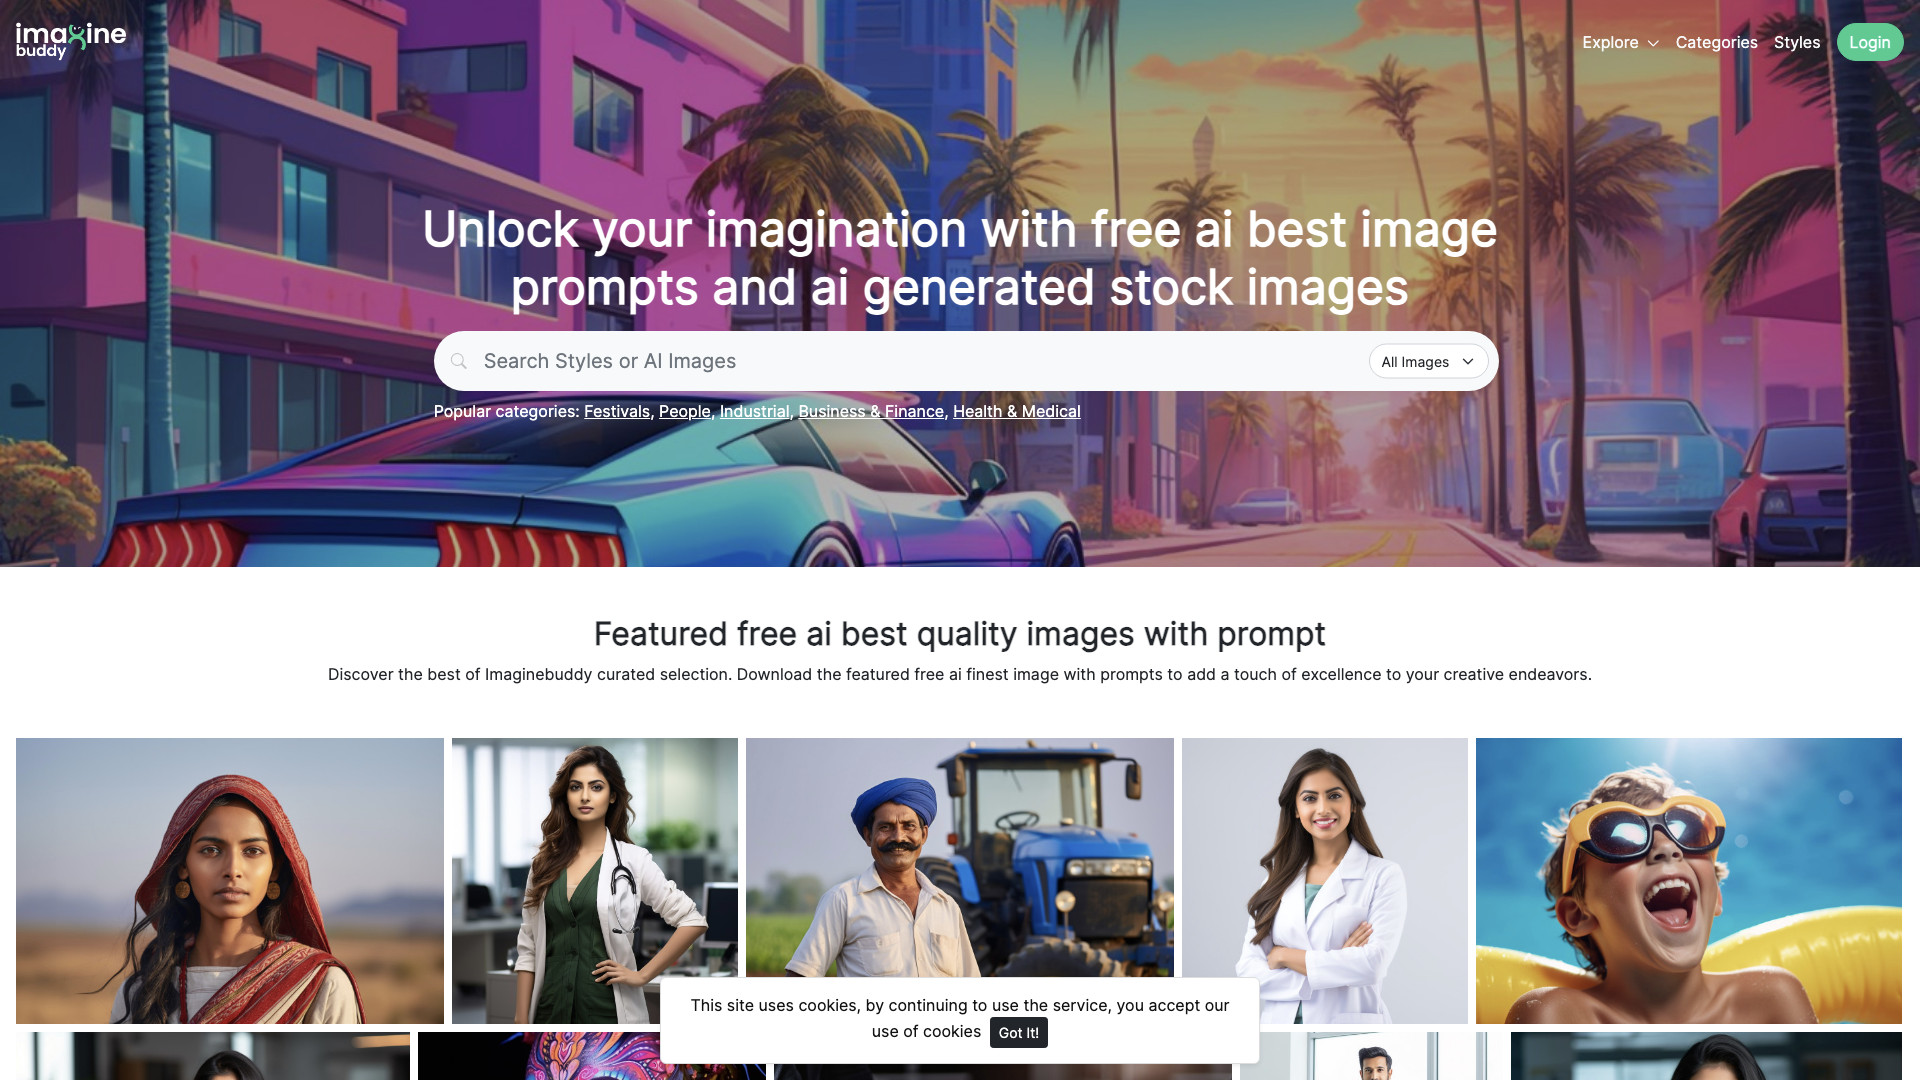 imagine
buddy
Explore
Categories
Styles
Login
Unlock your imagination with free ai best image
prompts and ai generated stock images
Search Styles or AI Images
All Images
Popular categories: Festivals, People, Industrial, Business & Finance, Health & Medical
Featured free ai best quality images with prompt
Discover the best of Imaginebuddy curated selection. Download the featured free ai finest image with prompts to add a touch of excellence to your creative endeavors.
This site uses cookies, by continuing to use the service, you accept our
use of cookies Got It!